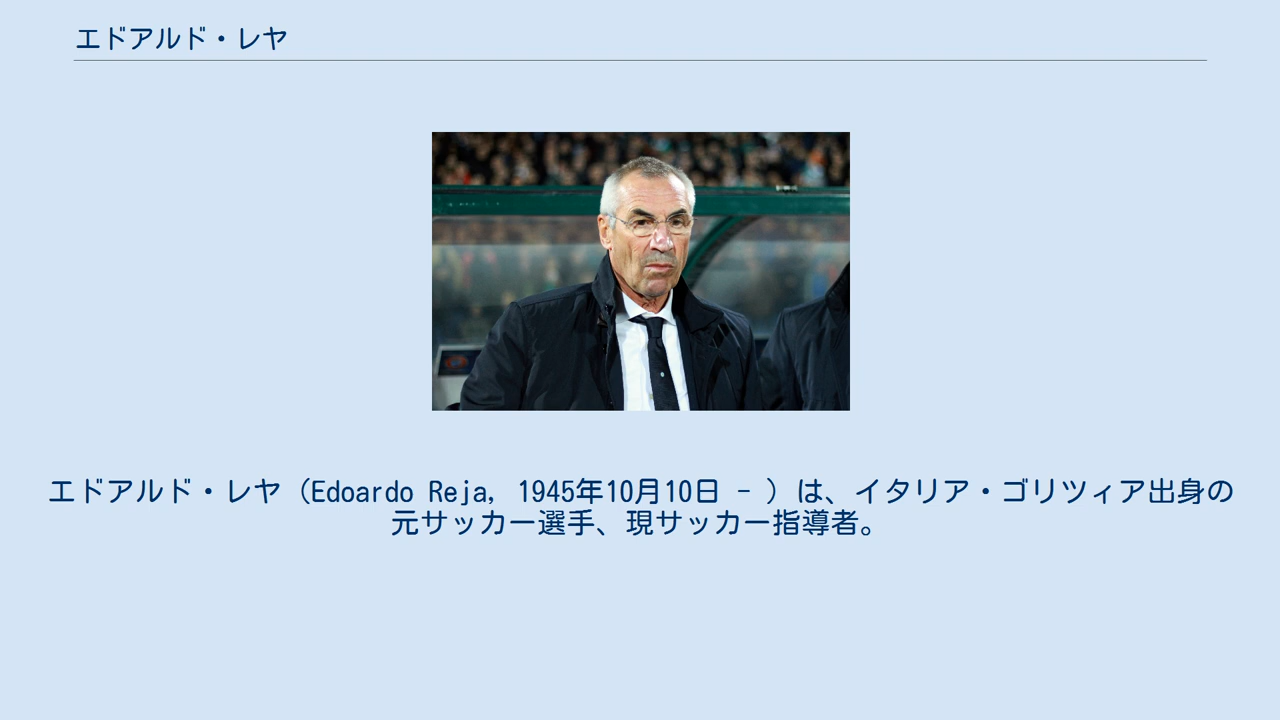 エドアルド・レヤ
エドアルド・レヤ（Edoardo Reja, 1945年10月10日 - ）は、イタリア・ゴリツィア出身の
元サッカー選手、現サッカー指導者。